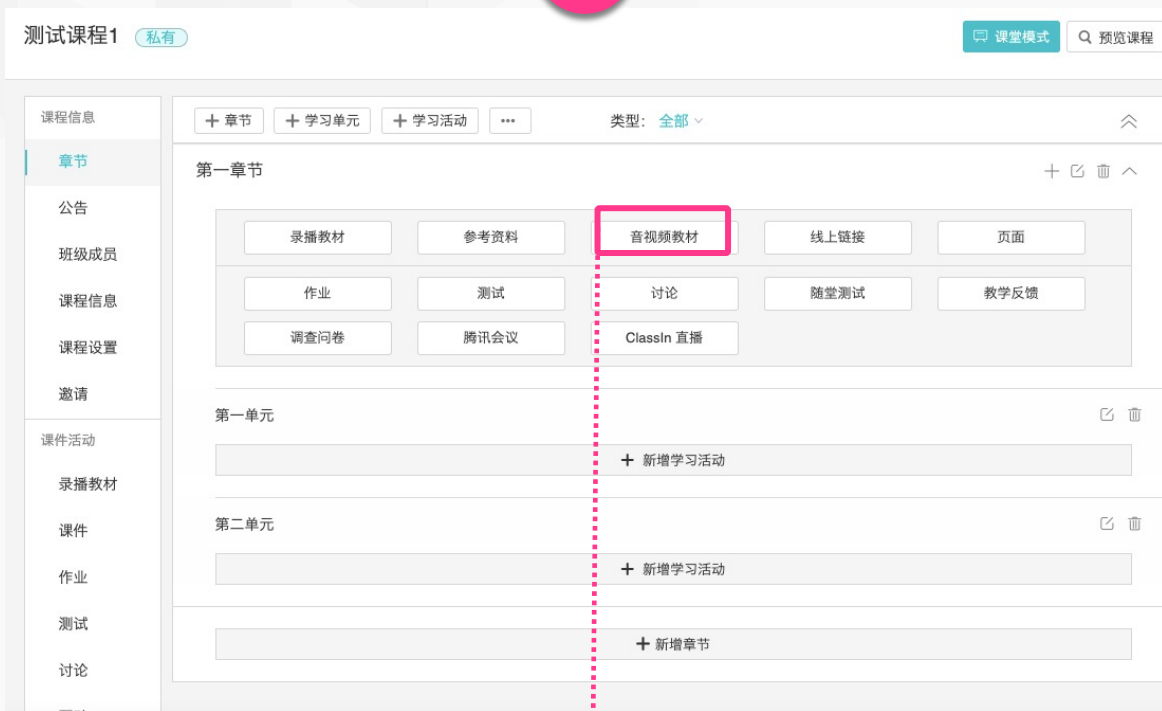 测试课程1 私有 课堂模式 预览课程
课程信息
章节
公告
班级成员
课程信息
课程设置
邀请
课件活动
录播教材
课件
作业
测试
讨论
章节 学习单元 学习活动 ··· 类型: 全部
第一章节
录播教材 参考资料 音视频教材 线上链接 页面
作业 测试 讨论 随堂测试 教学反馈
调查问卷 腾讯会议 ClassIn 直播
第一单元
新增学习活动
第二单元
新增学习活动
新增章节